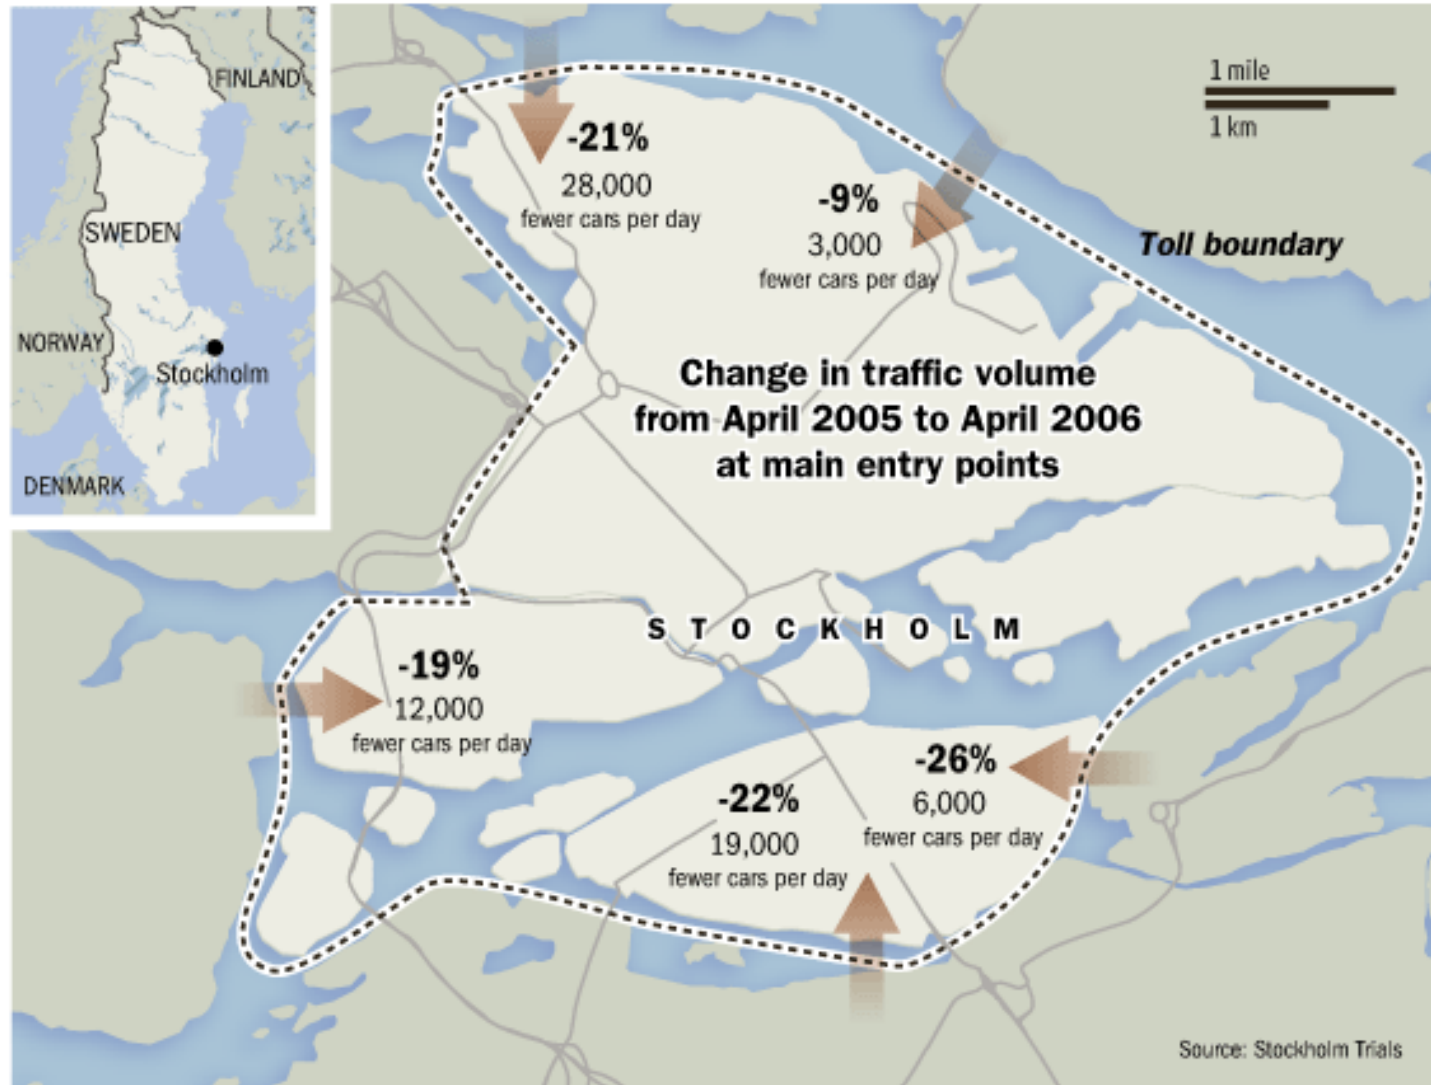 FINLAND
SWEDEN
NORWAY
Stockholm
DENMARK
1 mile
1 km
-21%
28,000
fewer cars per day
-9%
3,000
fewer cars per day
Toll boundary
Change in traffic volume
from April 2005 to April 2006
at main entry points
STOCKHOLM
-19%
12,000
fewer cars per day
-26%
6,000
fewer cars per day
-22%
19,000
fewer cars per day
Source: Stockholm Trials